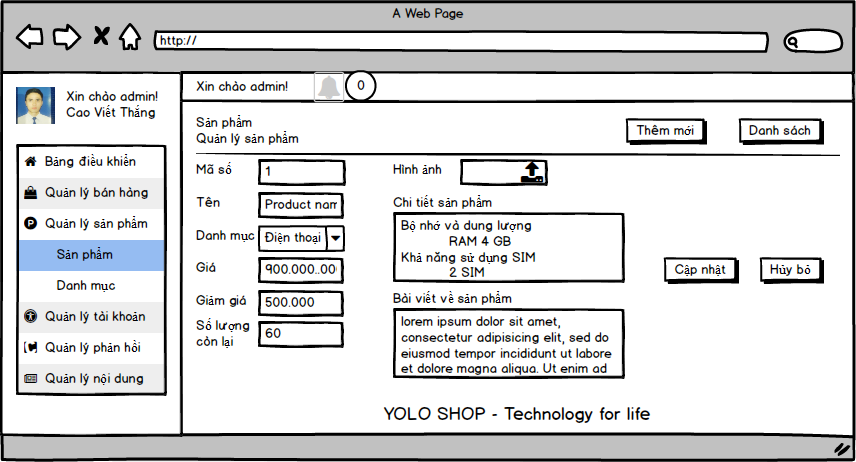 A Web Page
http://
Xin chào admin!
Cao Viết Thắng
Bảng điều khiển
Quản lý bán hàng
Quản lý sản phẩm
Sản phẩm
Danh mục
Quản lý tài khoản
Quản lý phản hồi
Quản lý nội dung
Xin chào admin!
0
Sản phẩm
Quản lý sản phẩm
Thêm mới
Danh sách
Mã số
1
Tên
Product nam
Danh mục
Điện thoại
Giá
900.000..00
Giảm giá
500.000
Số lượng
còn lại
60
Hình ảnh
Chi tiết sản phẩm
Bộ nhớ và dung lượng
RAM 4 GB
Khả năng sử dụng SIM
2 SIM
Bài viết về sản phẩm
lorem ipsum dolor sit amet,
consectetur adipisicing elit, sed do
eiusmod tempor incididunt ut labore
et dolore magna aliqua. Ut enim ad
Cập nhật
Hủy bỏ
YOLO SHOP - Technology for life